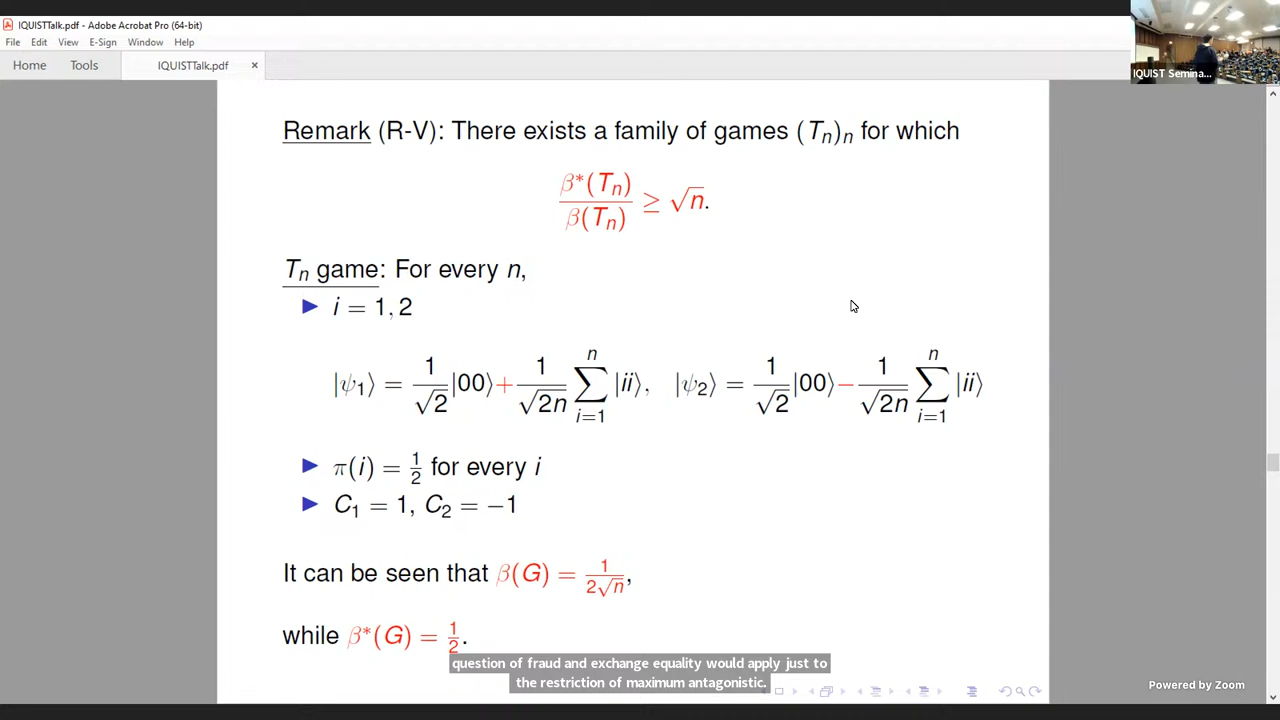 IQUISTTalk.pdf - Adobe Acrobat Pro (64-bit)
File Edit View E-Sign Window Help
Home Tools IQUISTTalk.pdf ×
IQUIST Semina...
Remark (R-V): There exists a family of games (Tₙ)ₙ for which
β*(Tₙ) / β(Tₙ) ≥ √n.
Tₙ game: For every n,
▶ i = 1, 2
|ψ₁⟩ = 1/√2 |00⟩ + 1/√2n ∑ⁿᵢ₌₁ |ii⟩, |ψ₂⟩ = 1/√2 |00⟩ − 1/√2n ∑ⁿᵢ₌₁ |ii⟩
▶ π(i) = 1/2 for every i
▶ C₁ = 1, C₂ = −1
It can be seen that β(G) = 1/2√n,
while β*(G) = 1/2.
question of fraud and exchange equality would apply just to
the restriction of maximum antagonistic.
Powered by Zoom